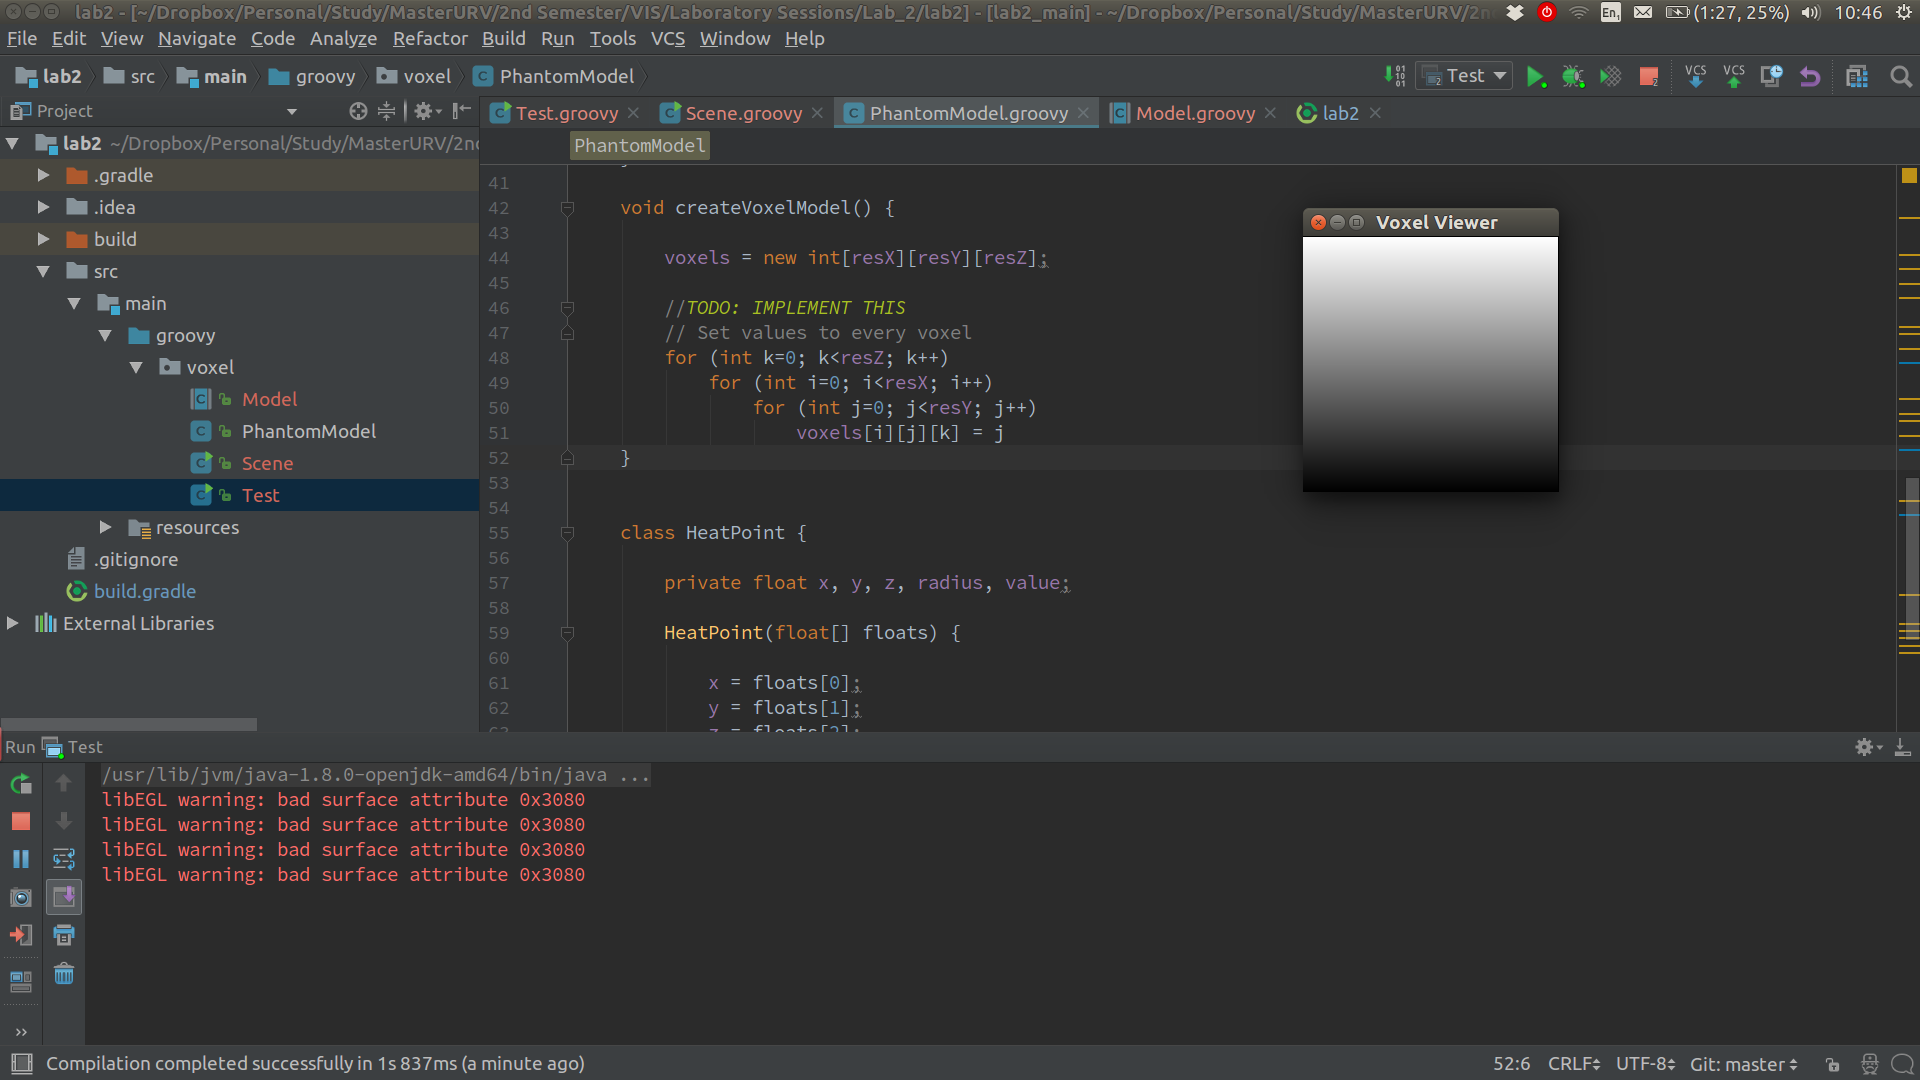 lab2 - [~/Dropbox/Personal/Study/MasterURV/2nd Semester/VIS/Laboratory Sessions/Lab_2/lab2] - [lab2_main] - ~/Dropbox/Personal/Study/MasterURV/2n
En1 (1:27, 25%) 10:46
File Edit View Navigate Code Analyze Refactor Build Run Tools VCS Window Help
lab2 src main groovy voxel PhantomModel Test VCS VCS
Project Test.groovy Scene.groovy PhantomModel.groovy Model.groovy lab2
PhantomModel
lab2 ~/Dropbox/Personal/Study/MasterURV/2nd
.gradle
.idea
build
src
main
groovy
voxel
Model
PhantomModel
Scene
Test
resources
.gitignore
build.gradle
External Libraries
41
42 void createVoxelModel() {
43
44 voxels = new int[resX][resY][resZ];
45
46 //TODO: IMPLEMENT THIS
47 // Set values to every voxel
48 for (int k=0; k<resZ; k++)
49 for (int i=0; i<resX; i++)
50 for (int j=0; j<resY; j++)
51 voxels[i][j][k] = j
52 }
53
54
55 class HeatPoint {
56
57 private float x, y, z, radius, value;
58
59 HeatPoint(float[] floats) {
60
61 x = floats[0];
62 y = floats[1];
63 z = floats[2];
Voxel Viewer
Run Test
/usr/lib/jvm/java-1.8.0-openjdk-amd64/bin/java ...
libEGL warning: bad surface attribute 0x3080
libEGL warning: bad surface attribute 0x3080
libEGL warning: bad surface attribute 0x3080
libEGL warning: bad surface attribute 0x3080
Compilation completed successfully in 1s 837ms (a minute ago) 52:6 CRLF UTF-8 Git: master